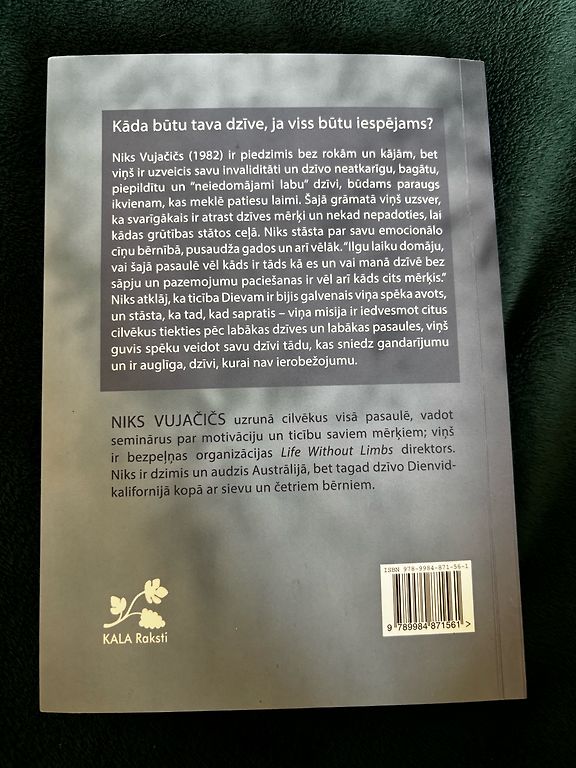 Kāda būtu tava dzīve, ja viss būtu iespējams?
Niks Vujačičs (1982) ir piedzimis bez rokām un kājām, bet
viņš ir uzveicis savu invaliditāti un dzīvo neatkarīgu, bagātu,
piepildītu un "neiedomājami labu" dzīvi, būdams paraugs
ikvienam, kas meklē patiesu laimi. Šajā grāmatā viņš uzsver,
ka svarīgākais ir atrast dzīves mērķi un nekad nepadoties, lai
kādas grūtības stātos ceļā. Niks stāsta par savu emocionālo
cīņu bērnībā, pusaudža gados un arī vēlāk. "Ilgu laiku domāju,
vai šajā pasaulē vēl kāds ir tāds kā es un vai manā dzīvē bez
sāpju un pazemojumu paciešanas ir vēl arī kāds cits mērķis."
Niks atklāj, ka ticība Dievam ir bijis galvenais viņa spēka avots,
un stāsta, ka tad, kad sapratis – viņa misija ir iedvesmot citus
cilvēkus tiekties pēc labākas dzīves un labākas pasaules, viņš
guvis spēku veidot savu dzīvi tādu, kas sniedz gandarījumu
un ir auglīga, dzīvi, kurai nav ierobežojumu.
NIKS VUJAČIČS uzrunā cilvēkus visā pasaulē, vadot
seminārus par motivāciju un ticību saviem mērķiem; viņš
ir bezpeļņas organizācijas Life Without Limbs direktors.
Niks ir dzimis un audzis Austrālijā, bet tagad dzīvo Dienvid-
kalifornijā kopā ar sievu un četriem bērniem.
ISBN 978-9984-871-56-1
9 789984 871561 >
KALA Raksti